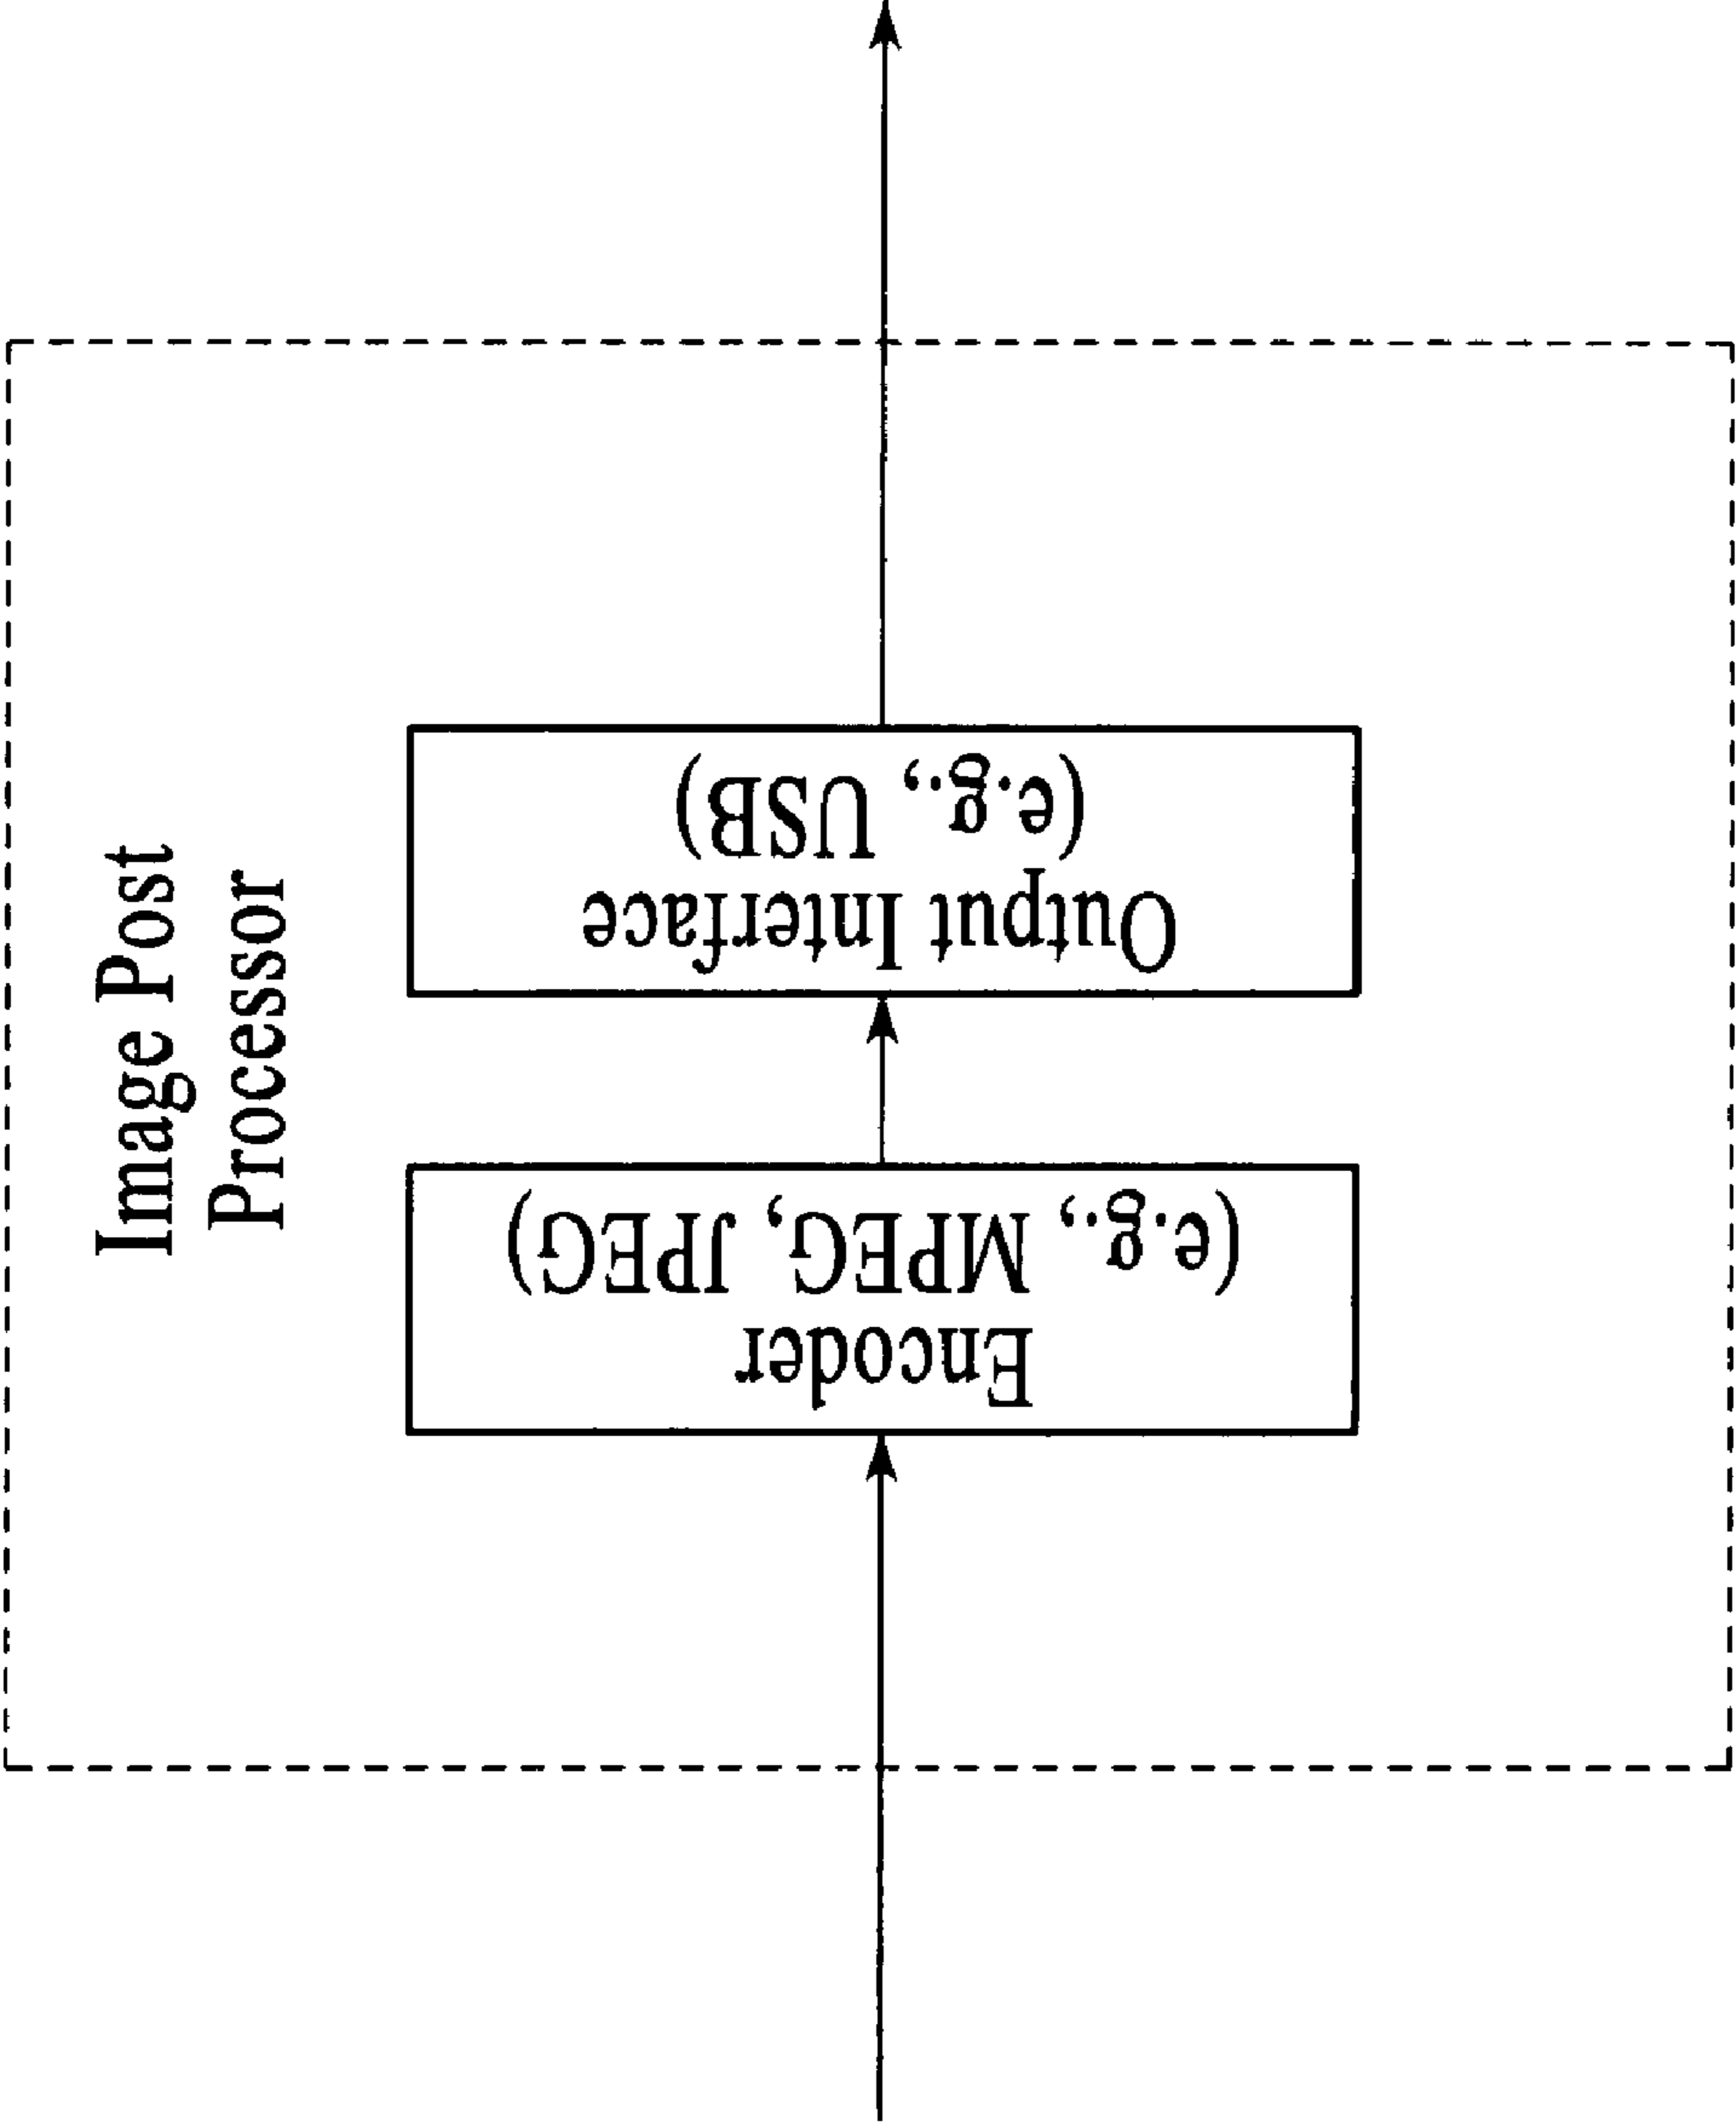 Image Post
Processor
Encoder
(e.g., MPEG, JPEG)
Output Interface
(e.g., USB)